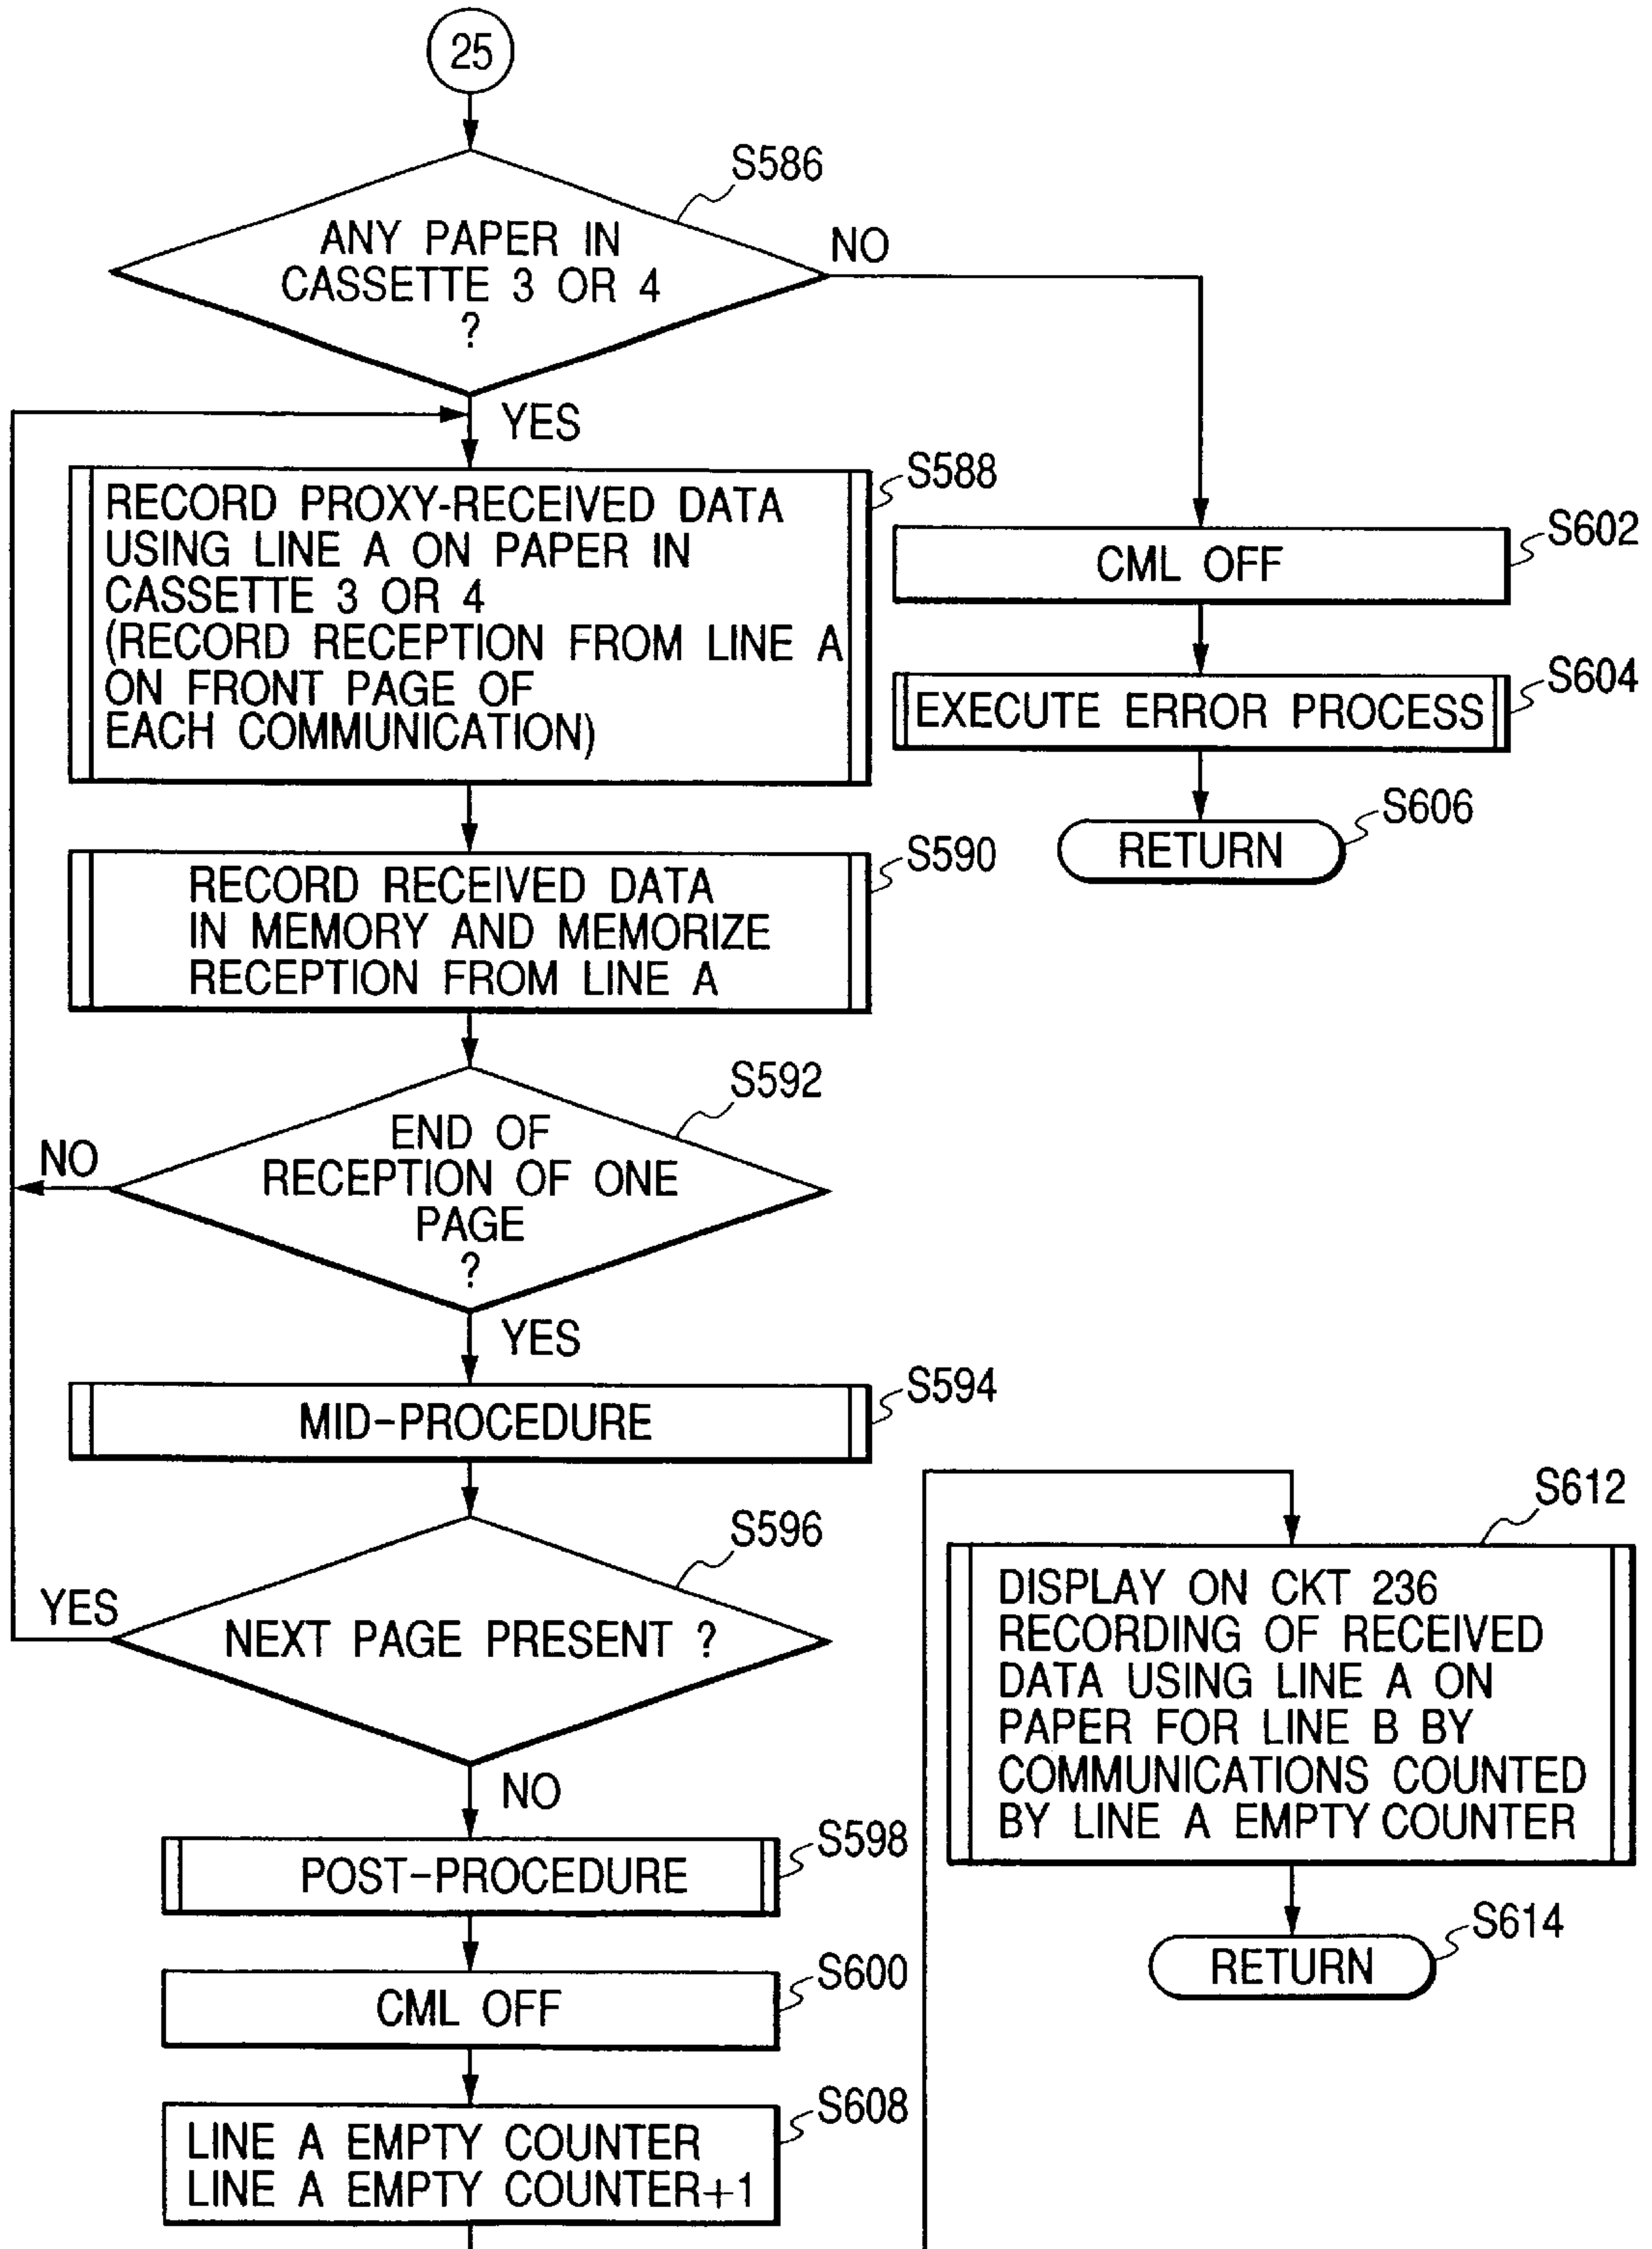 25
S586
ANY PAPER IN
CASSETTE 3 OR 4
?
NO
YES
S588
RECORD PROXY-RECEIVED DATA
USING LINE A ON PAPER IN
CASSETTE 3 OR 4
(RECORD RECEPTION FROM LINE A
ON FRONT PAGE OF
EACH COMMUNICATION)
S602
CML OFF
S604
EXECUTE ERROR PROCESS
S606
RETURN
S590
RECORD RECEIVED DATA
IN MEMORY AND MEMORIZE
RECEPTION FROM LINE A
S592
END OF
RECEPTION OF ONE
PAGE
?
NO
YES
S594
MID-PROCEDURE
S596
NEXT PAGE PRESENT ?
YES
NO
S598
POST-PROCEDURE
S600
CML OFF
S608
LINE A EMPTY COUNTER
LINE A EMPTY COUNTER+1
S612
DISPLAY ON CKT 236
RECORDING OF RECEIVED
DATA USING LINE A ON
PAPER FOR LINE B BY
COMMUNICATIONS COUNTED
BY LINE A EMPTY COUNTER
S614
RETURN